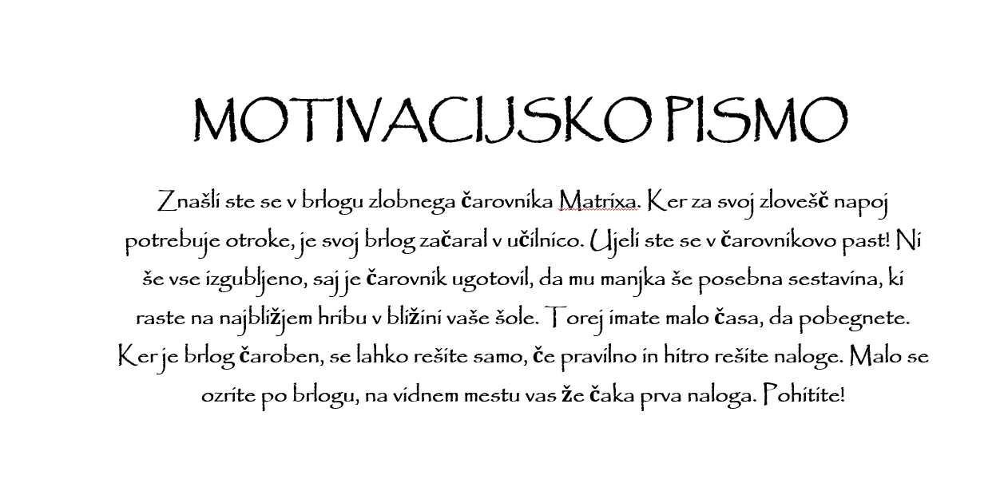 MOTIVACIJSKO PISMO
Znašli ste se v brlogu zlobnega čarovnika Matrixa. Ker za svoj zlovešč napoj
potrebuje otroke, je svoj brlog začaral v učilnico. Ujeli ste se v čarovnikovo past! Ni
še vse izgubljeno, saj je čarovnik ugotovil, da mu manjka še posebna sestavina, ki
raste na najbližjem hribu v bližini vaše šole. Torej imate malo časa, da pobegnete.
Ker je brlog čaroben, se lahko rešite samo, če pravilno in hitro rešite naloge. Malo se
ozrite po brlogu, na vidnem mestu vas že čaka prva naloga. Pohitite!